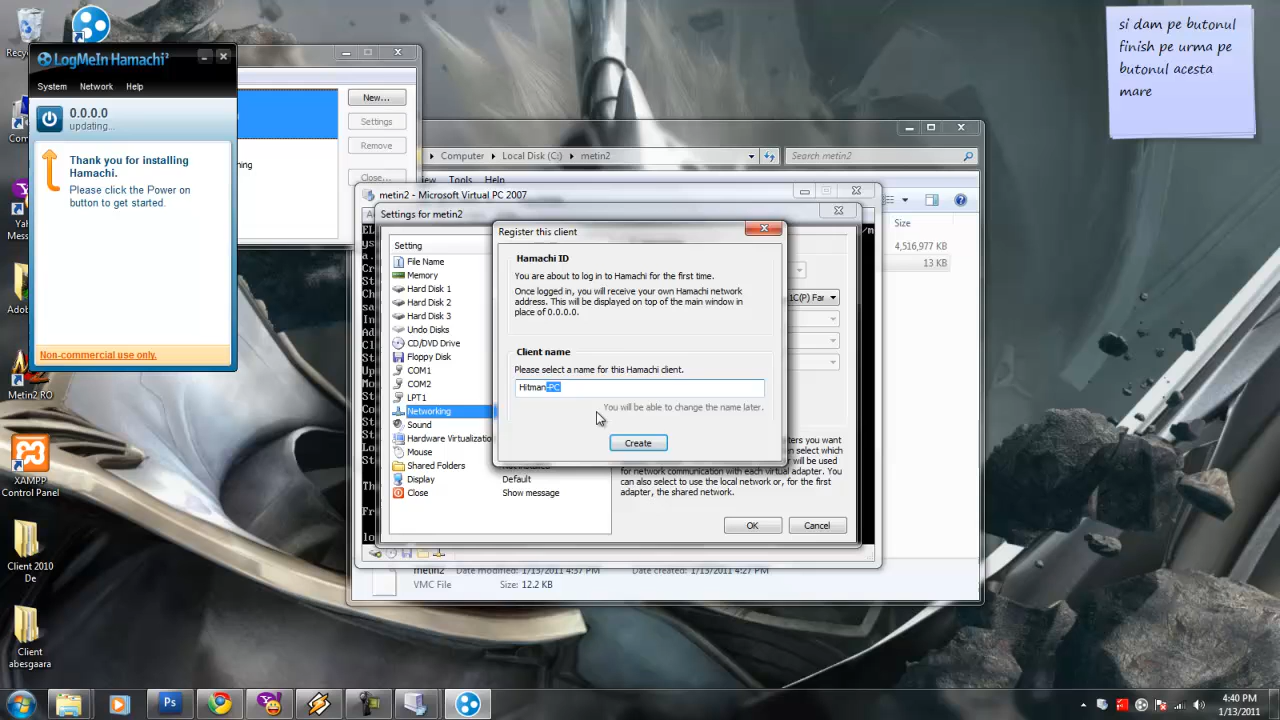 si dam pe butonul
finish pe urma pe
butonul acesta
mare
LogMeIn Hamachi²
System Network Help
0.0.0.0
updating...
Thank you for installing
Hamachi.
Please click the Power on
button to get started.
Non-commercial use only.
New...
Settings
Remove
Close...
Computer
Local Disk (C:)
metin2
Search metin2
Tools Help
Size
4,516,977 KB
13 KB
metin2 - Microsoft Virtual PC 2007
Settings for metin2
Setting
File Name
Memory
Hard Disk 1
Hard Disk 2
Hard Disk 3
Undo Disks
CD/DVD Drive
Floppy Disk
COM1
COM2
LPT1
Networking
Sound
Hardware Virtualizatio
Mouse
Shared Folders
Display Default
Close Show message
Register this client
Hamachi ID
You are about to log in to Hamachi for the first time.
Once logged in, you will receive your own Hamachi network
address. This will be displayed on top of the main window in
place of 0.0.0.0.
Client name
Please select a name for this Hamachi client.
Hitman-PC
You will be able to change the name later.
Create
for network communication with each virtual adapter. You
can also select to use the local network or, for the first
adapter, the shared network.
OK Cancel
metin2 Date modified: 1/13/2011 4:37 PM Date created: 1/13/2011 4:27 PM
VMC File Size: 12.2 KB
Metin2 RO
XAMPP
Control Panel
Client 2010
De
Client
abesgaara
4:40 PM
1/13/2011